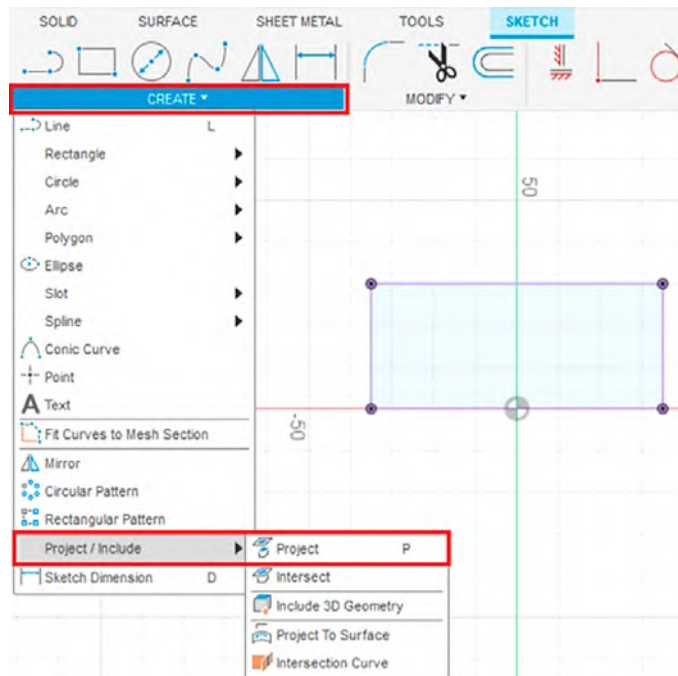 SOLID SURFACE SHEET METAL TOOLS SKETCH
CREATE ▾ MODIFY ▾
Line L
Rectangle
Circle
Arc
Polygon
Ellipse
Slot
Spline
Conic Curve
Point
Text
Fit Curves to Mesh Section
Mirror
Circular Pattern
Rectangular Pattern
Project / Include
Sketch Dimension D
Project P
Intersect
Include 3D Geometry
Project To Surface
Intersection Curve
50
-50